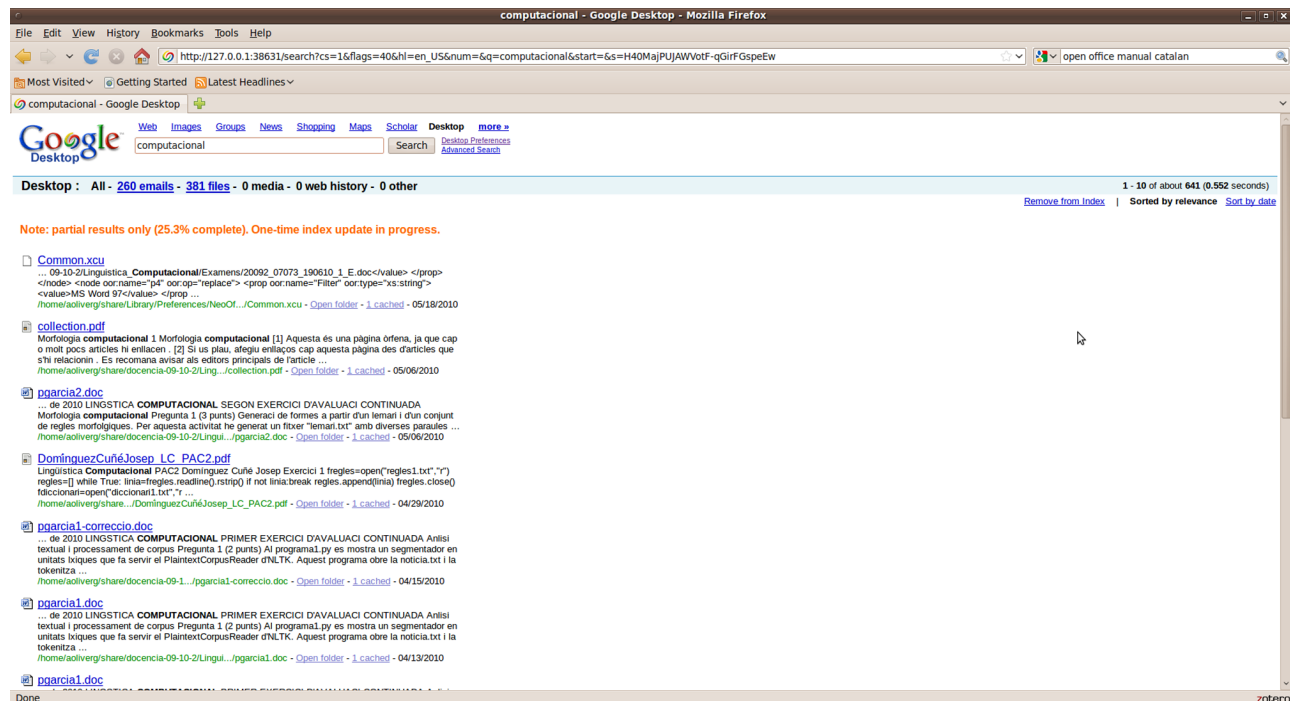 computacional - Google Desktop - Mozilla Firefox
File Edit View History Bookmarks Tools Help
http://127.0.0.1:38631/search?cs=1&flags=40&hl=en_US&num=&q=computacional&start=&s=H40MajPUJAWVotF-qGirFGspeEw
open office manual catalan
Most Visited Getting Started Latest Headlines
computacional - Google Desktop
Google Desktop
Web Images Groups News Shopping Maps Scholar Desktop more »
computacional Search Desktop Preferences
Advanced Search
Desktop : All - 260 emails - 381 files - 0 media - 0 web history - 0 other 1 - 10 of about 641 (0.552 seconds)
Remove from Index | Sorted by relevance Sort by date
Note: partial results only (25.3% complete). One-time index update in progress.
Common.xcu
... 09-10-2/Linguistica_Computacional/Examens/20092_07073_190610_1_E.doc</value> </prop>
</node> <node oor:name="p4" oor:op="replace"> <prop oor:name="Filter" oor:type="xs:string">
<value>MS Word 97</value> </prop ...
/home/aoliverg/share/Library/Preferences/NeoOf.../Common.xcu - Open folder - 1 cached - 05/18/2010
collection.pdf
Morfologia computacional 1 Morfologia computacional [1] Aquesta és una pàgina òrfena, ja que cap
o molt pocs articles hi enllacen . [2] Si us plau, afegiu enllaços cap aquesta pàgina des d'articles que
s'hi relacionin . Es recomana avisar als editors principals de l'article ...
/home/aoliverg/share/docencia-09-10-2/Ling.../collection.pdf - Open folder - 1 cached - 05/06/2010
pgarcia2.doc
... de 2010 LINGSTICA COMPUTACIONAL SEGON EXERCICI D'AVALUACI CONTINUADA
Morfologia computacional Pregunta 1 (3 punts) Generaci de formes a partir d'un lemari i d'un conjunt
de regles morfolgiques. Per aquesta activitat he generat un fitxer "lemari.txt" amb diverses paraules ...
/home/aoliverg/share/docencia-09-10-2/Lingui.../pgarcia2.doc - Open folder - 1 cached - 05/06/2010
DomínguezCuñéJosep_LC_PAC2.pdf
Lingüística Computacional PAC2 Domínguez Cuñé Josep Exercici 1 fregles=open("regles1.txt","r")
regles=[] while True: linia=fregles.readline().rstrip() if not linia:break regles.append(linia) fregles.close()
fdiccionari=open("diccionari1.txt","r ...
/home/aoliverg/share.../DomínguezCuñéJosep_LC_PAC2.pdf - Open folder - 1 cached - 04/29/2010
pgarcia1-correccio.doc
... de 2010 LINGSTICA COMPUTACIONAL PRIMER EXERCICI D'AVALUACI CONTINUADA Anlisi
textual i processament de corpus Pregunta 1 (2 punts) Al programa1.py es mostra un segmentador en
unitats lxiques que fa servir el PlaintextCorpusReader d'NLTK. Aquest programa obre la noticia.txt i la
tokenitza ...
/home/aoliverg/share/docencia-09-1.../pgarcia1-correccio.doc - Open folder - 1 cached - 04/15/2010
pgarcia1.doc
... de 2010 LINGSTICA COMPUTACIONAL PRIMER EXERCICI D'AVALUACI CONTINUADA Anlisi
textual i processament de corpus Pregunta 1 (2 punts) Al programa1.py es mostra un segmentador en
unitats lxiques que fa servir el PlaintextCorpusReader d'NLTK. Aquest programa obre la noticia.txt i la
tokenitza ...
/home/aoliverg/share/docencia-09-10-2/Lingui.../pgarcia1.doc - Open folder - 1 cached - 04/13/2010
pgarcia1.doc
Done zotero